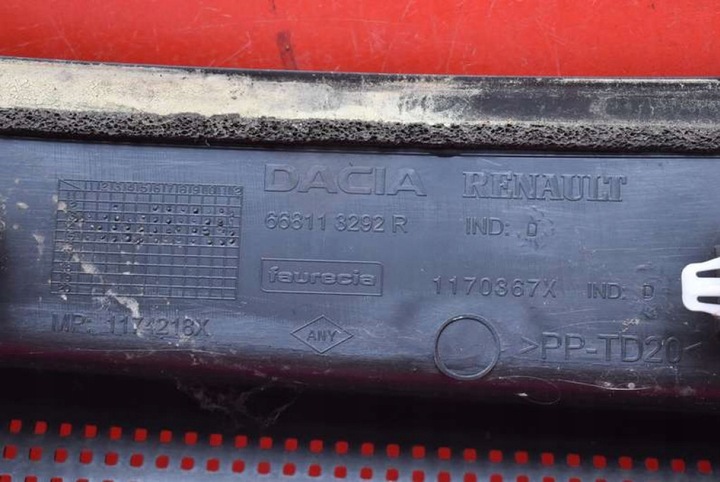 DACIA RENAULT
66811 3292 R IND: D
faurecia 1170367X IND: D
MP: 1174218X ANY >PP-TD20<